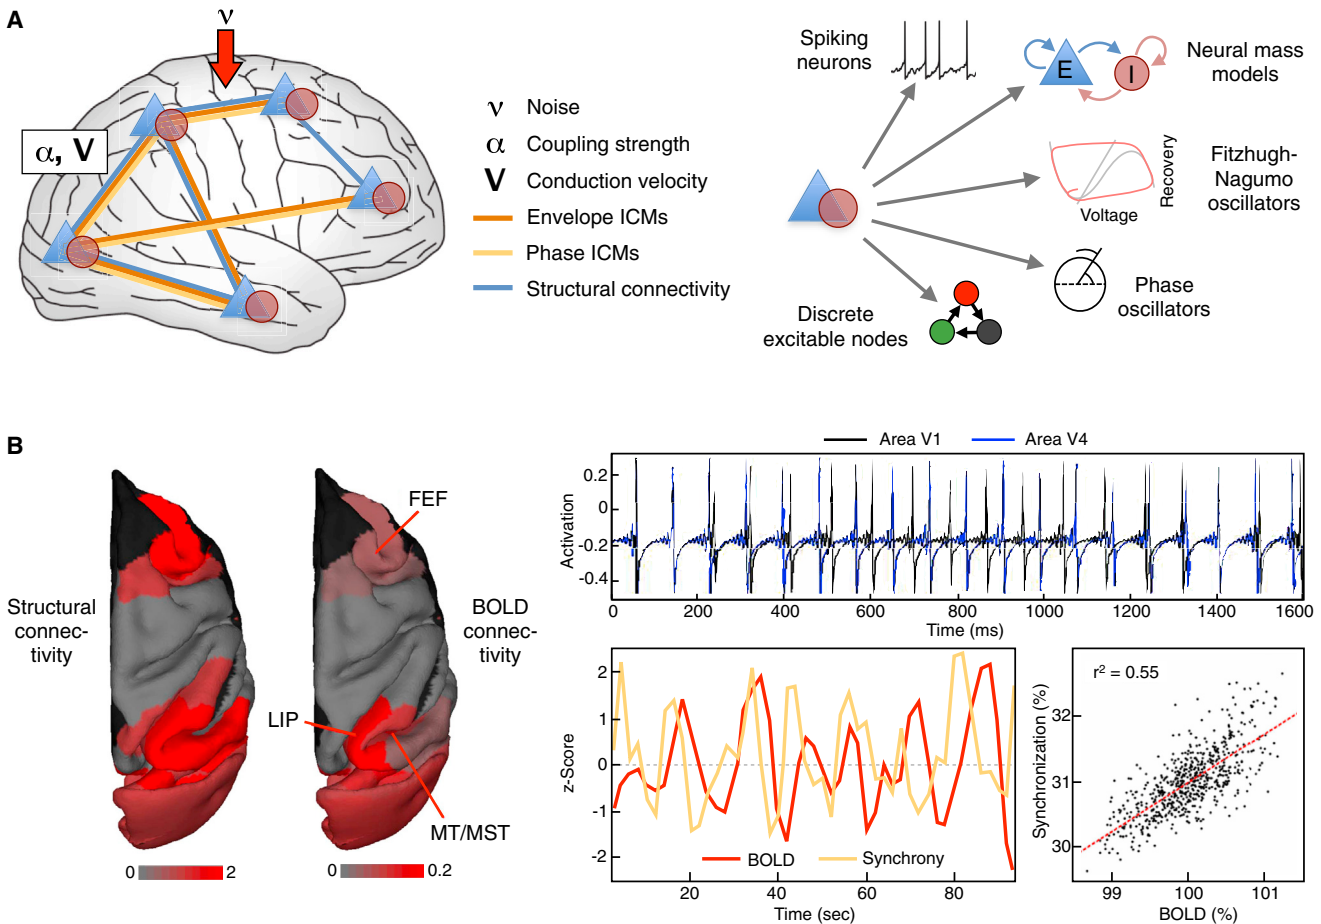 A
ν
α, V
ν Noise
α Coupling strength
V Conduction velocity
Envelope ICMs
Phase ICMs
Structural connectivity
Spiking
neurons
E
I
Neural mass
models
Recovery
Voltage
Fitzhugh-
Nagumo
oscillators
Phase
oscillators
Discrete
excitable nodes
B
Structural
connec-
tivity
FEF
BOLD
connec-
tivity
LIP
MT/MST
0 2
0 0.2
Area V1 Area V4
Activation
0.2
0
-0.2
-0.4
0 200 400 600 800 1000 1200 1400 1600
Time (ms)
z-Score
2
1
0
-1
-2
BOLD Synchrony
20 40 60 80
Time (sec)
Synchronization (%)
r² = 0.55
32
31
30
99 100 101
BOLD (%)